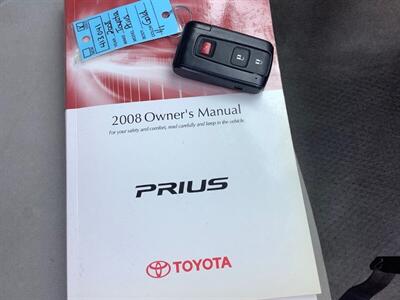 2008 Owner's Manual
For your safety and comfort, read carefully and keep in the vehicle.
PRIUS
TOYOTA